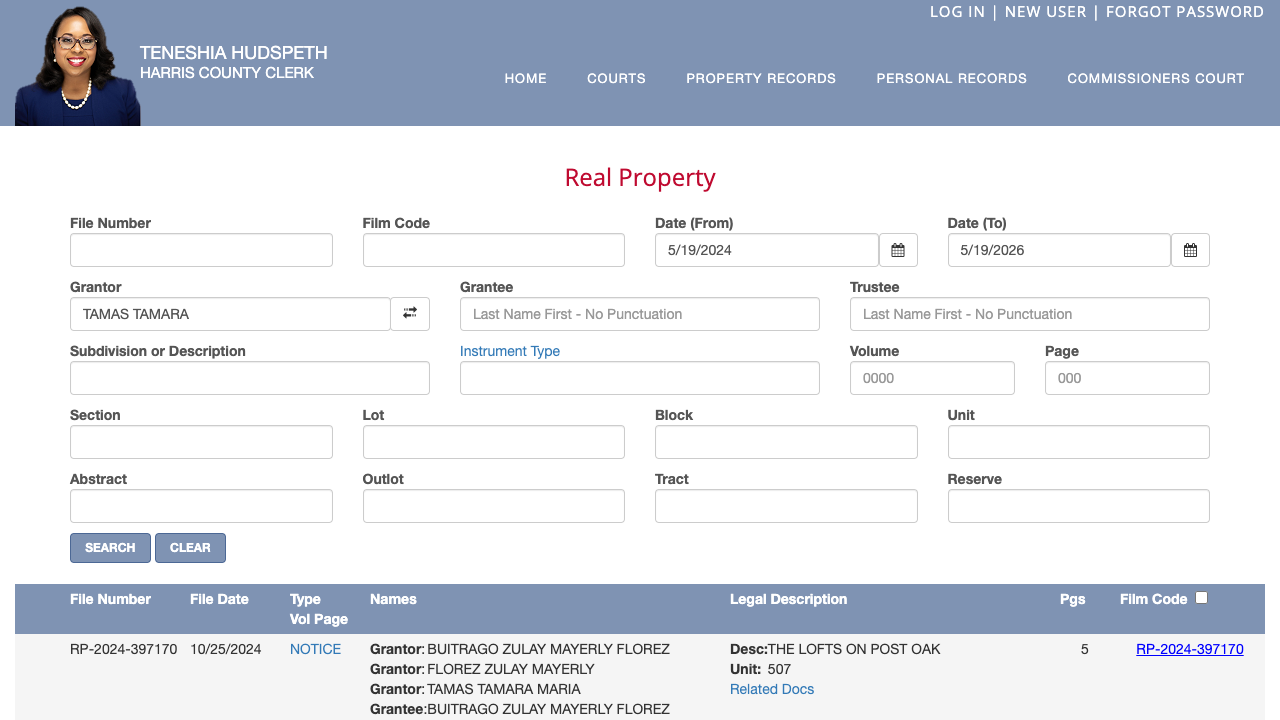 LOG IN | NEW USER | FORGOT PASSWORD
TENESHIA HUDSPETH
HARRIS COUNTY CLERK
HOME COURTS PROPERTY RECORDS PERSONAL RECORDS COMMISSIONERS COURT
Real Property
File Number Film Code Date (From) Date (To)
5/19/2024 5/19/2026
Grantor Grantee Trustee
TAMAS TAMARA Last Name First - No Punctuation Last Name First - No Punctuation
Subdivision or Description Instrument Type Volume Page
0000 000
Section Lot Block Unit
Abstract Outlot Tract Reserve
SEARCH CLEAR
File Number File Date Type Names Legal Description Pgs Film Code
Vol Page
RP-2024-397170 10/25/2024 NOTICE Grantor: BUITRAGO ZULAY MAYERLY FLOREZ Desc:THE LOFTS ON POST OAK 5 RP-2024-397170
Grantor: FLOREZ ZULAY MAYERLY Unit: 507
Grantor: TAMAS TAMARA MARIA Related Docs
Grantee:BUITRAGO ZULAY MAYERLY FLOREZ